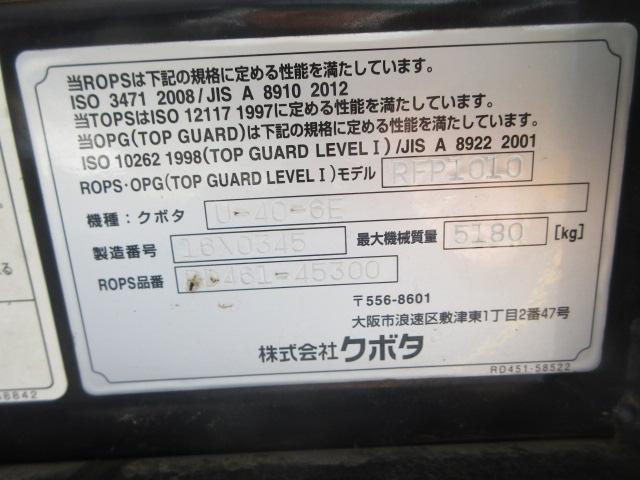 当ROPSは下記の規格に定める性能を満たしています。
ISO 3471 2008/JIS A 8910 2012
当TOPSはISO 12117 1997に定める性能を満たしています。
当OPG(TOP GUARD)は下記の規格に定める性能を満たしています。
ISO 10262 1998(TOP GUARD LEVEL I)/JIS A 8922 2001
ROPS・OPG(TOP GUARD LEVEL I)モデル RFP1010
機種：クボタ U-40-6E
製造番号 16X0345 最大機械質量 5180 [kg]
ROPS品番 RD461-45300
〒556-8601
大阪市浪速区敷津東1丁目2番47号
株式会社クボタ
RD451-58522